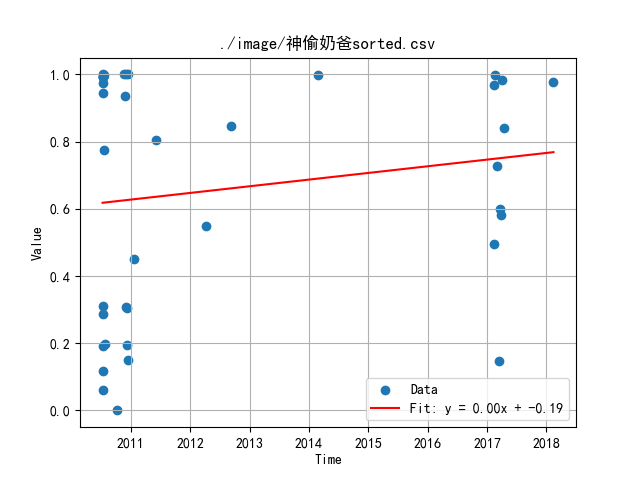 ./image/神偷奶爸sorted.csv
1.0
0.8
0.6
0.4
0.2
0.0
Value
2011 2012 2013 2014 2015 2016 2017 2018
Time
Data
Fit: y = 0.00x + -0.19